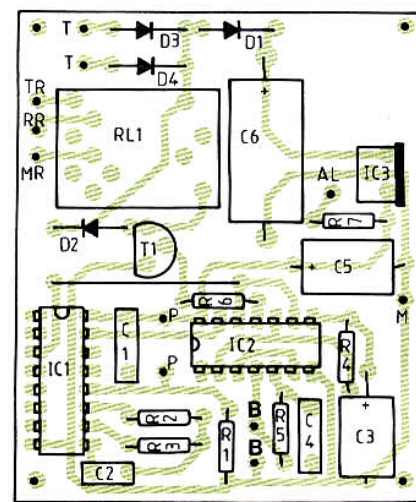 T D3 D1
T D4
TR
RR
MR
RL1
C6
+
AL
IC3
R7
D2
T1
C5
+
M
R6
P
C1
IC1
IC2
R4
P
R2
R3
R1
B
B
R5
C4
+
C3
C2